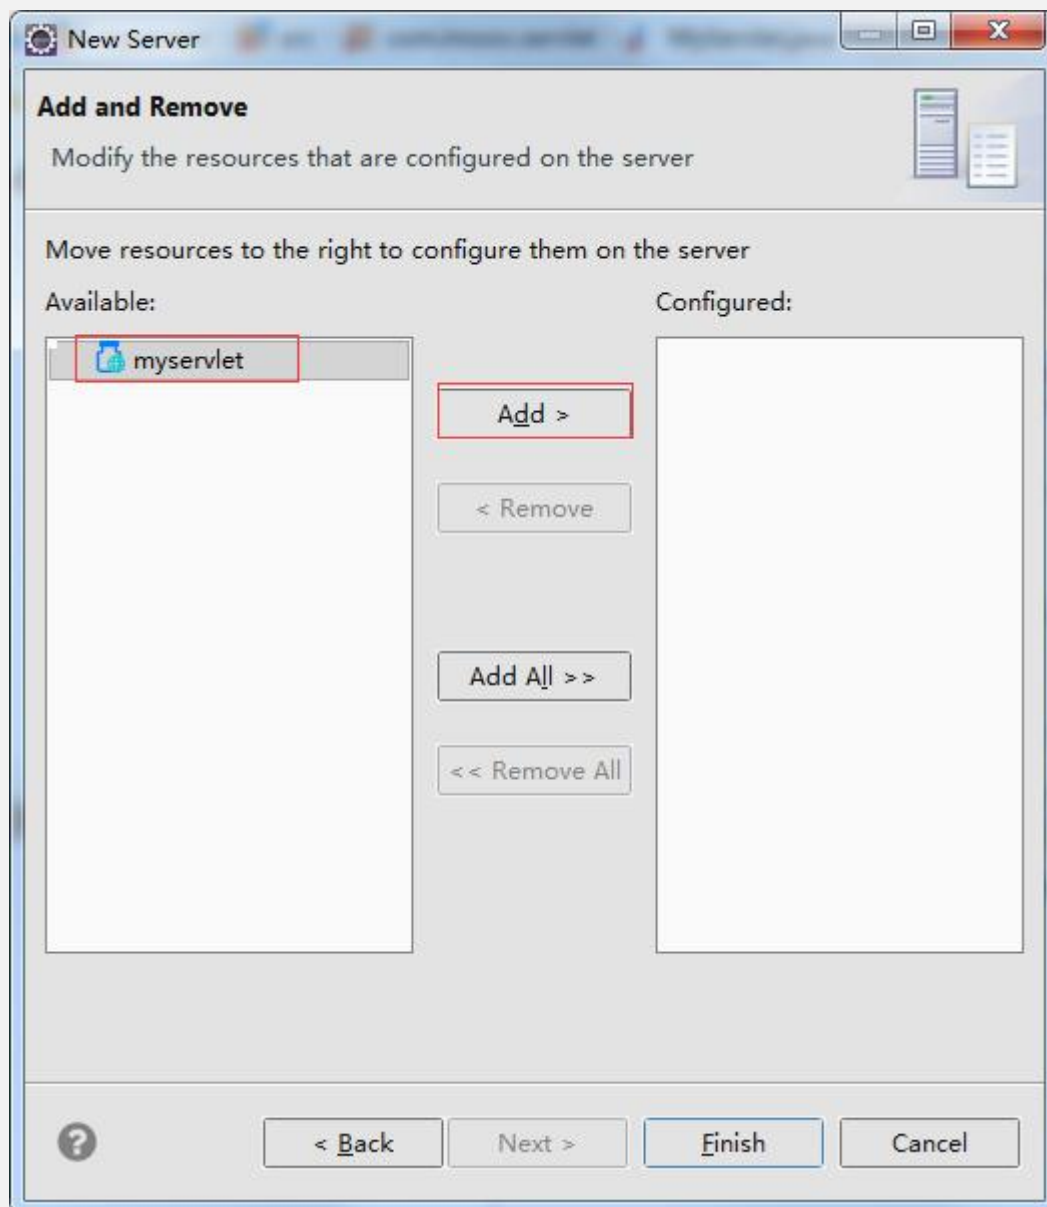 New Server
Add and Remove
Modify the resources that are configured on the server
Move resources to the right to configure them on the server
Available:
Configured:
myservlet
Add >
< Remove
Add All >>
<< Remove All
< Back
Next >
Finish
Cancel